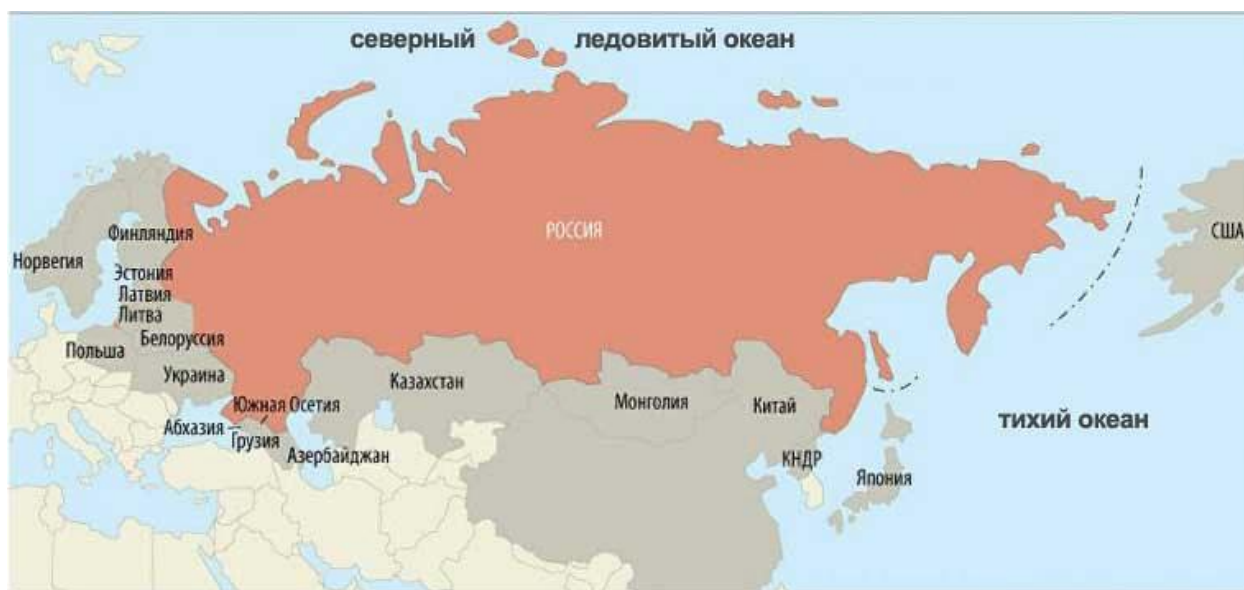 северный ледовитый океан
РОССИЯ
США
Финляндия
Норвегия
Эстония
Латвия
Литва
Белоруссия
Польша
Украина
Казахстан
Южная Осетия
Монголия
Китай
тихий океан
Абхазия
Грузия
Азербайджан
КНДР
Япония